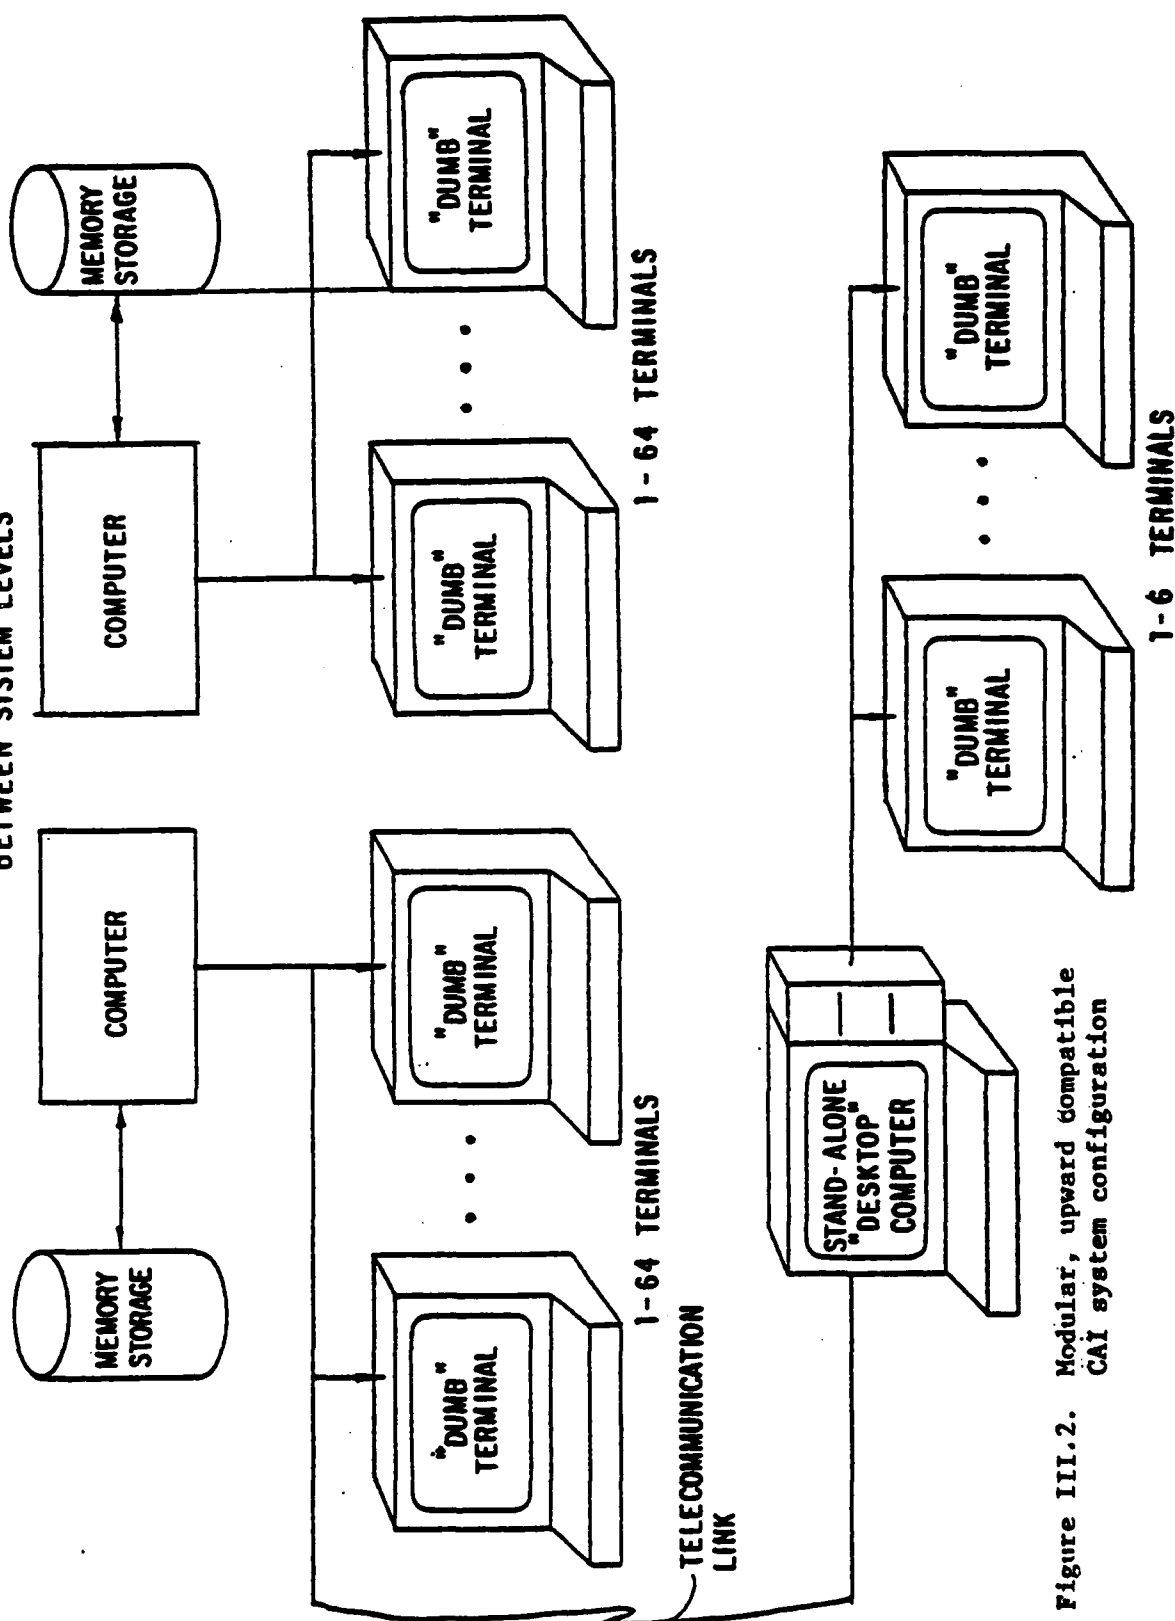 BETWEEN SYSTEM LEVELS
MEMORY
STORAGE
COMPUTER
COMPUTER
MEMORY
STORAGE
"DUMB"
TERMINAL
"DUMB"
TERMINAL
"DUMB"
TERMINAL
"DUMB"
TERMINAL
1-64 TERMINALS
1-64 TERMINALS
TELECOMMUNICATION
LINK
STAND-ALONE
"DESKTOP"
COMPUTER
"DUMB"
TERMINAL
"DUMB"
TERMINAL
1-6 TERMINALS
Figure III.2. Modular, upward compatible
CAI system configuration